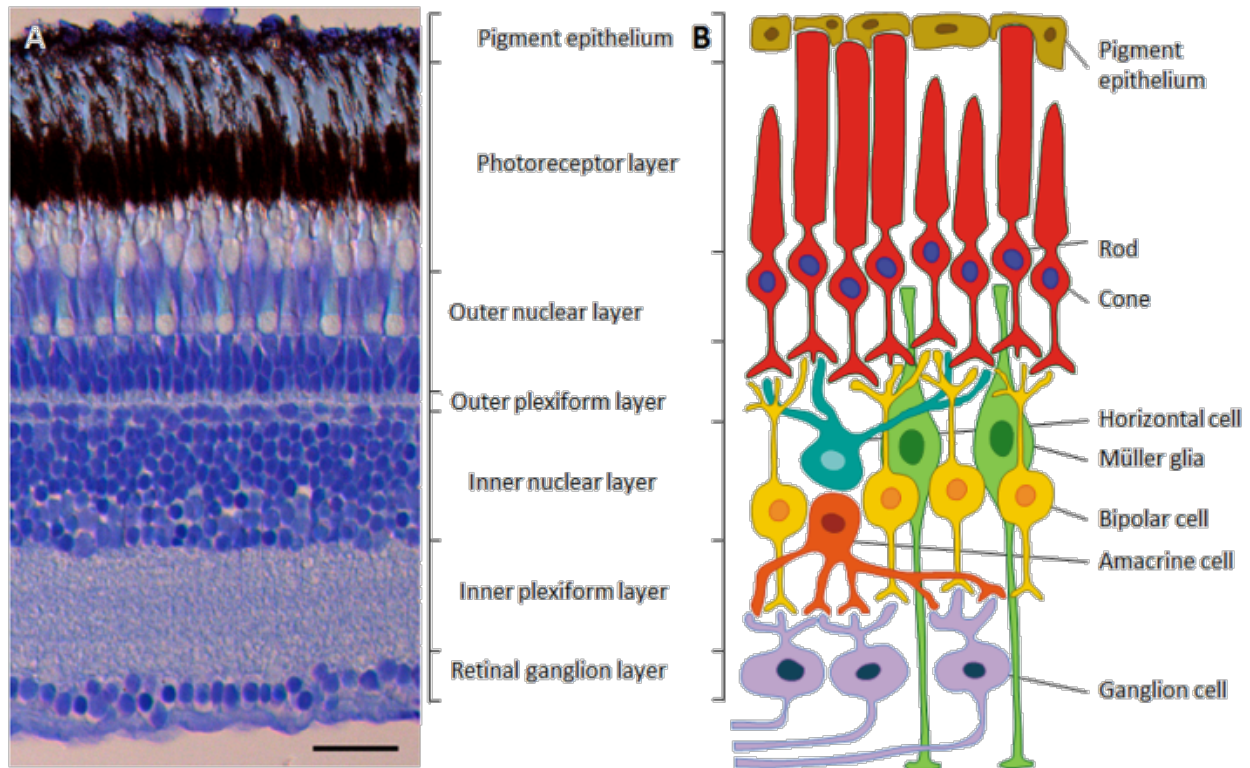 A
Pigment epithelium
Photoreceptor layer
Outer nuclear layer
Outer plexiform layer
Inner nuclear layer
Inner plexiform layer
Retinal ganglion layer
B
Pigment
epithelium
Rod
Cone
Horizontal cell
Müller glia
Bipolar cell
Amacrine cell
Ganglion cell